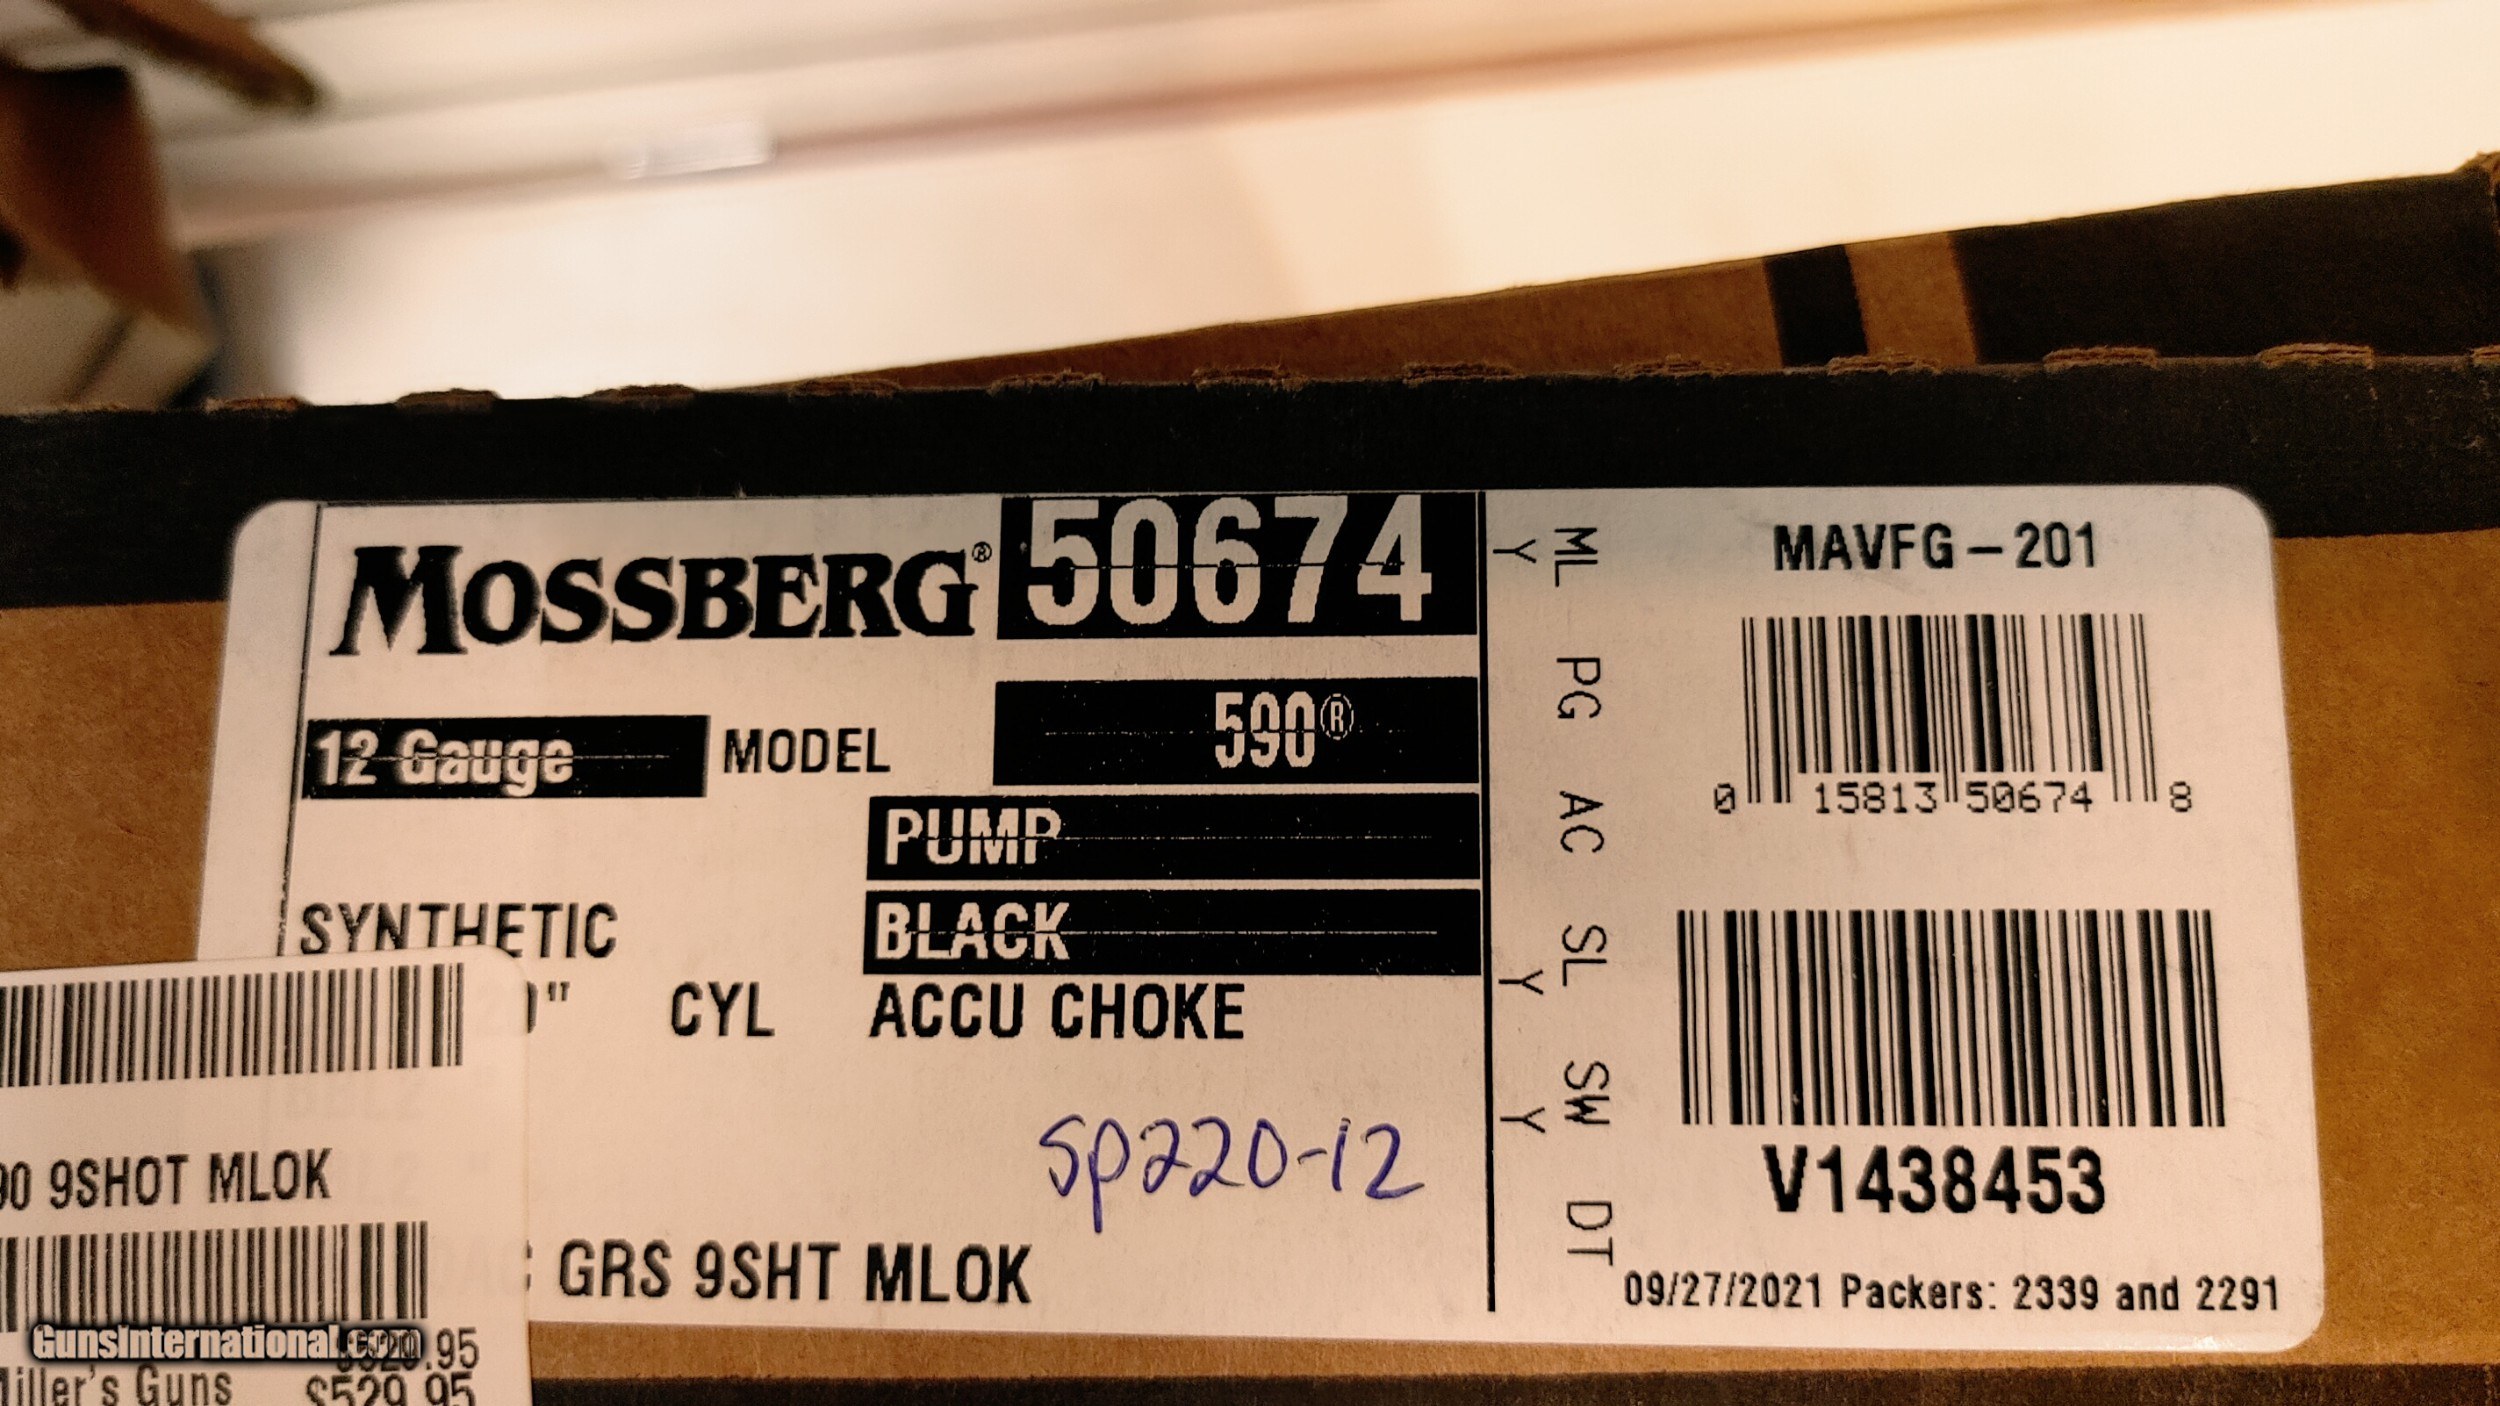 MOSSBERG® 50674
12 Gauge MODEL 590®
PUMP
SYNTHETIC BLACK
" CYL ACCU CHOKE
SP220-12
GRS 9SHT MLOK
ML PG AC SL SW DT
Y Y Y
MAVFG-201
0 15813 50674 8
V1438453
09/27/2021 Packers: 2339 and 2291
90 9SHOT MLOK
GunsInternational.com
.95
Miller's Guns $529.95